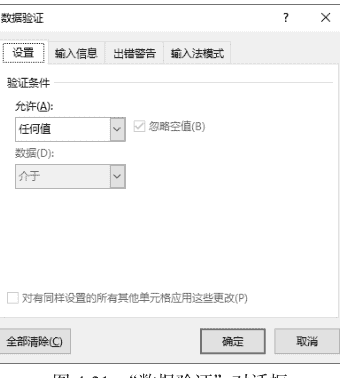 数据验证 ? ×
设置 输入信息 出错警告 输入法模式
验证条件
允许(A):
任何值 忽略空值(B)
数据(D):
介于
对有同样设置的所有其他单元格应用这些更改(P)
全部清除(C) 确定 取消